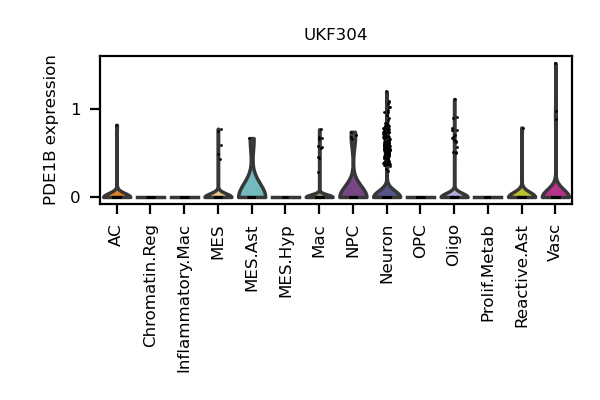 UKF304
PDE1B expression
1
0
AC
Chromatin.Reg
Inflammatory.Mac
MES
MES.Ast
MES.Hyp
Mac
NPC
Neuron
OPC
Oligo
Prolif.Metab
Reactive.Ast
Vasc